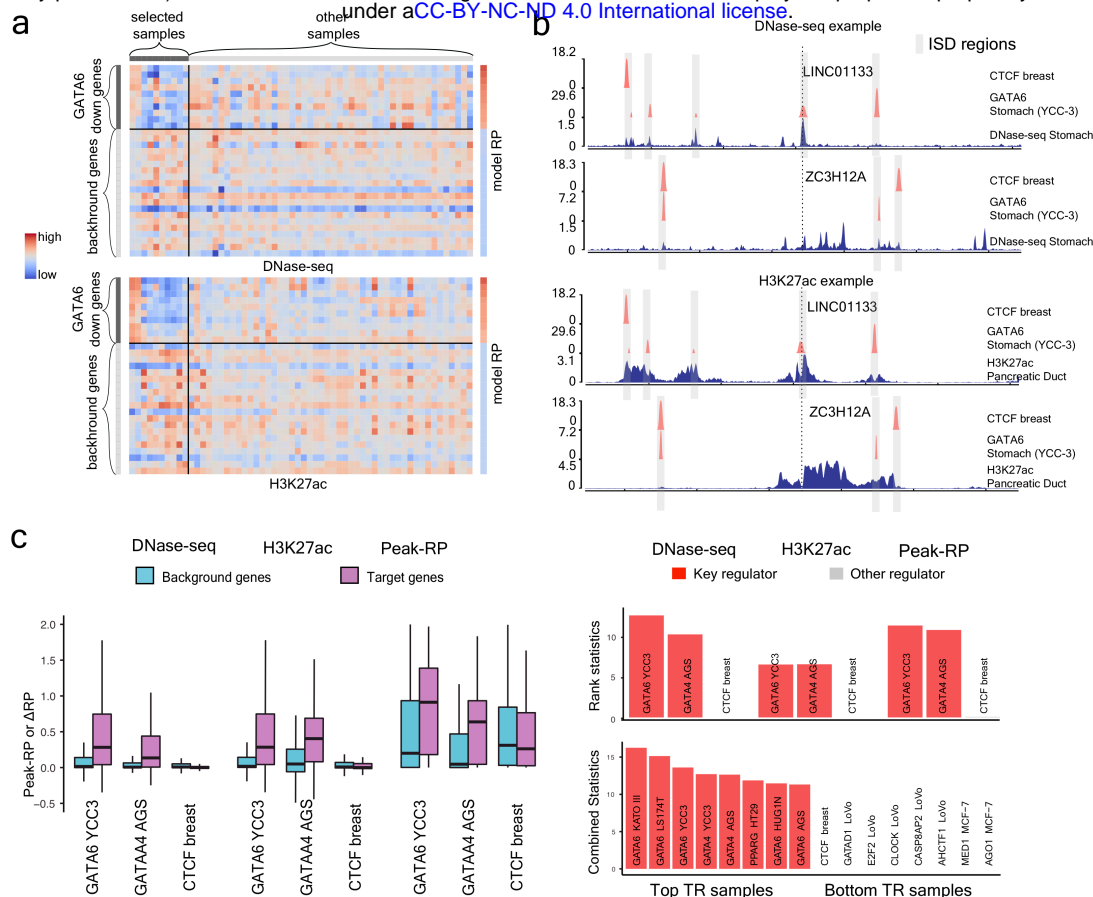 under aCC-BY-NC-ND 4.0 International license.
a
selected
samples
other
samples
GATA6
down genes
backhround genes
model RP
high
low
DNase-seq
GATA6
down genes
backhround genes
model RP
H3K27ac
b
DNase-seq example
ISD regions
18.2
0
LINC01133
CTCF breast
29.6
0
GATA6
Stomach (YCC-3)
1.5
0
DNase-seq Stomach
18.3
0
ZC3H12A
CTCF breast
7.2
0
GATA6
Stomach (YCC-3)
1.5
0
DNase-seq Stomach
H3K27ac example
18.2
0
LINC01133
CTCF breast
29.6
0
GATA6
Stomach (YCC-3)
3.1
0
H3K27ac
Pancreatic Duct
18.3
0
ZC3H12A
CTCF breast
7.2
0
GATA6
Stomach (YCC-3)
4.5
0
H3K27ac
Pancreatic Duct
c
DNase-seq H3K27ac Peak-RP
Background genes Target genes
Peak-RP or ΔRP
2.0
1.5
1.0
0.5
0.0
−0.5
GATA6 YCC3
GATAA4 AGS
CTCF breast
GATA6 YCC3
GATAA4 AGS
CTCF breast
GATA6 YCC3
GATAA4 AGS
CTCF breast
DNase-seq H3K27ac Peak-RP
Key regulator Other regulator
Rank statistics
10
5
0
GATA6 YCC3
GATA4 AGS
CTCF breast
GATA6 YCC3
GATA4 AGS
CTCF breast
GATA6 YCC3
GATA4 AGS
CTCF breast
Combined Statistics
15
10
5
0
GATA6 KATO III
GATA6 LS174T
GATA6 YCC3
GATA4 YCC3
GATA4 AGS
PPARG HT29
GATA6 HUG1N
GATA6 AGS
CTCF breast
GATAD1 LoVo
E2F2 LoVo
CLOCK LoVo
CASP8AP2 LoVo
AHCTF1 LoVo
MED1 MCF-7
AGO1 MCF-7
Top TR samples Bottom TR samples